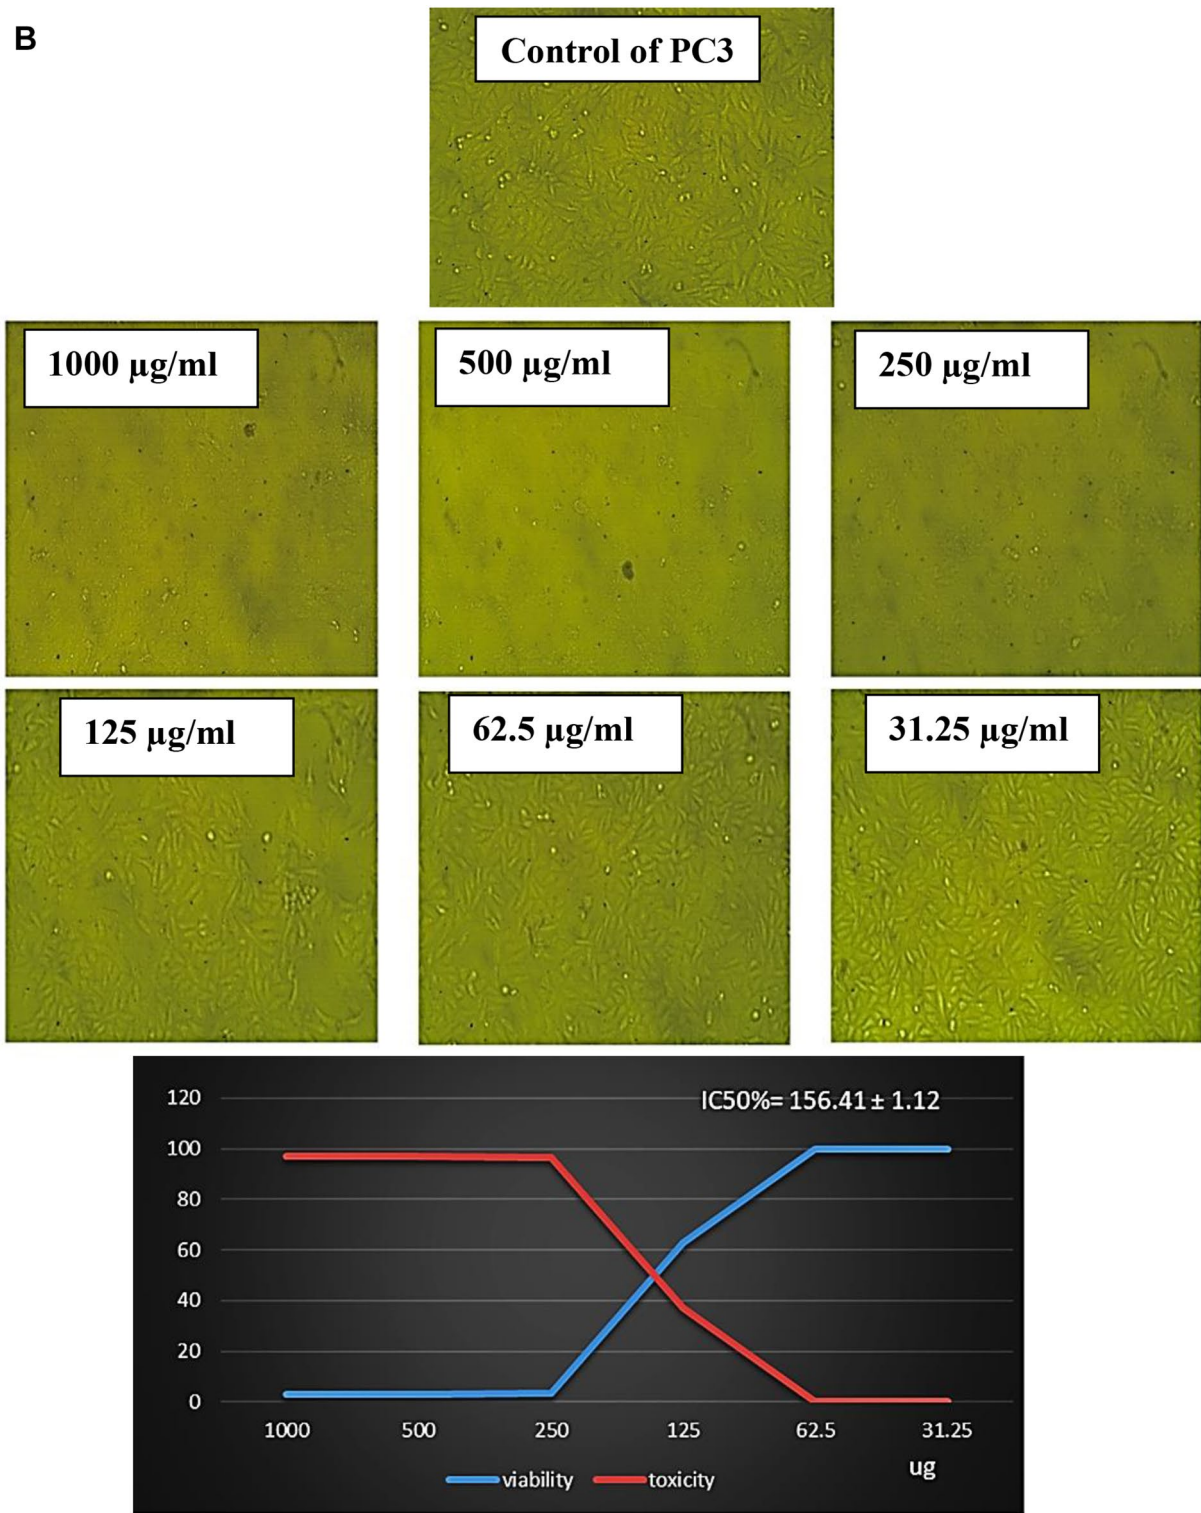 B
Control of PC3
1000 µg/ml
500 µg/ml
250 µg/ml
125 µg/ml
62.5 µg/ml
31.25 µg/ml
IC50%= 156.41 ± 1.12
120
100
80
60
40
20
0
1000 500 250 125 62.5 31.25
ug
viability toxicity